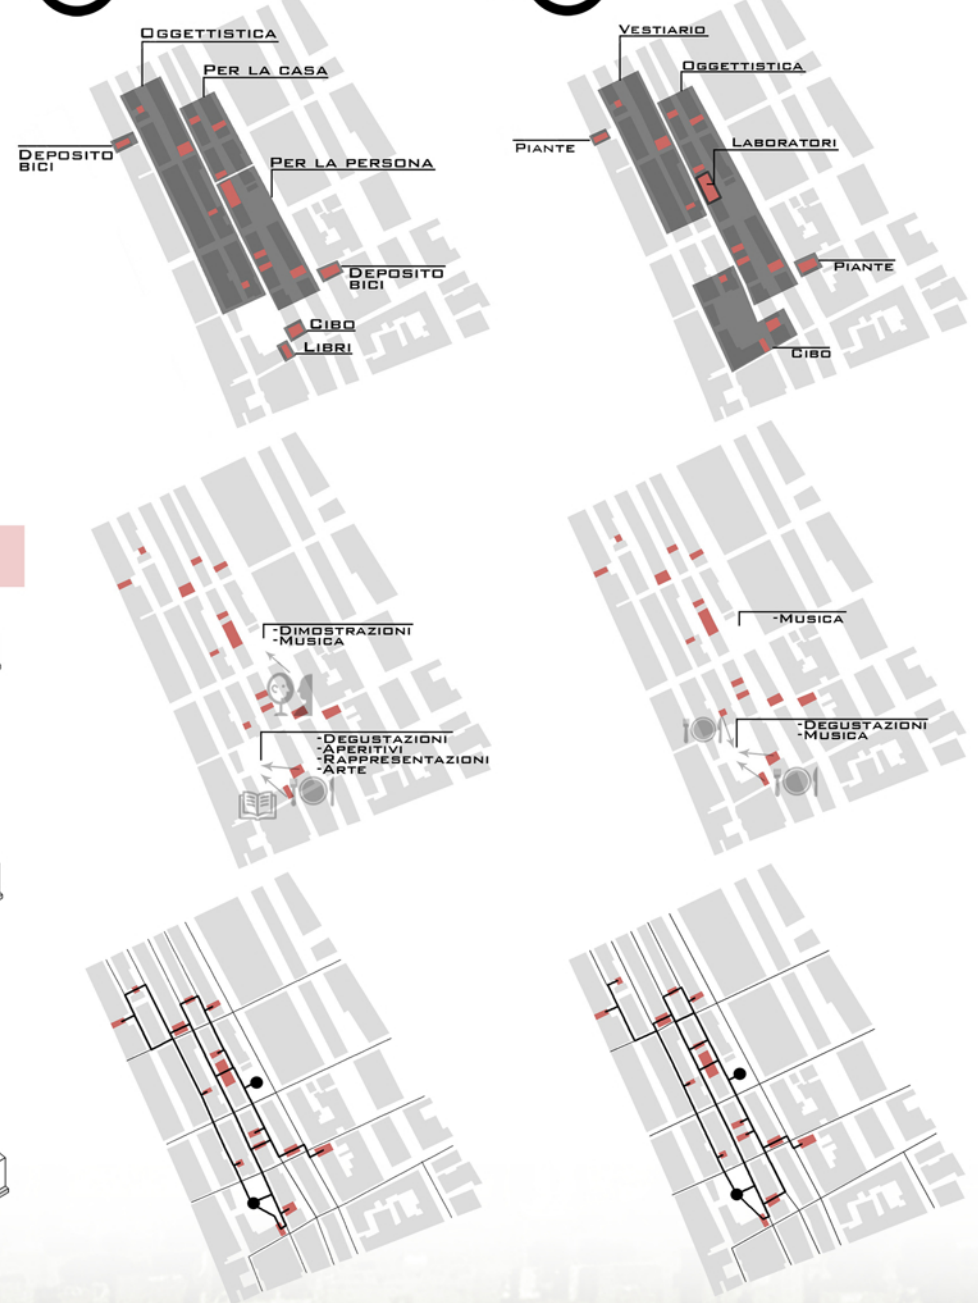 OGGETTISTICA
PER LA CASA
DEPOSITO
BICI
PER LA PERSONA
DEPOSITO
BICI
CIBO
LIBRI
VESTIARIO
OGGETTISTICA
PIANTE
LABORATORI
PIANTE
CIBO
-DIMOSTRAZIONI
-MUSICA
-DEGUSTAZIONI
-APERITIVI
-RAPPRESENTAZIONI
-ARTE
-MUSICA
-DEGUSTAZIONI
-MUSICA